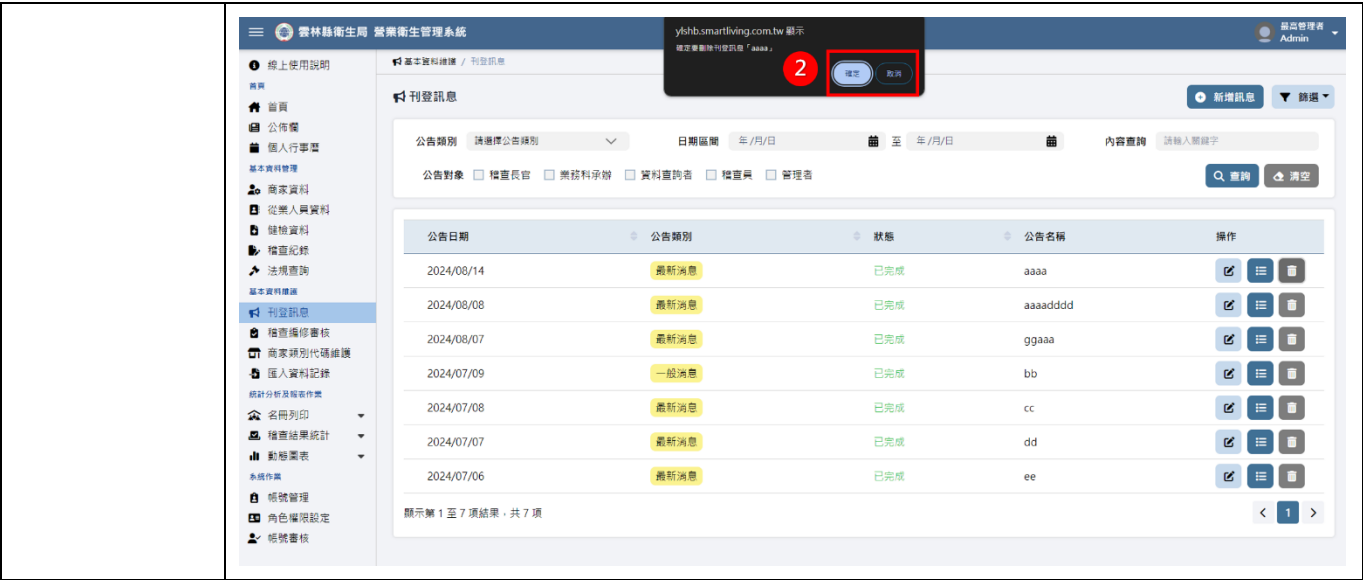 雲林縣衛生局 營業衛生管理系統
ylshb.smartliving.com.tw 顯示
確定要刪除刊登訊息「aaaa」
2
確定
取消
最高管理者
Admin
線上使用說明
首頁
首頁
公佈欄
個人行事曆
基本資料管理
商家資料
從業人員資料
健檢資料
稽查紀錄
法規查詢
基本資料維護
刊登訊息
稽查編修審核
商家類別代碼維護
匯入資料記錄
統計分析及報表作業
名冊列印
稽查結果統計
動態圖表
系統作業
帳號管理
角色權限設定
帳號審核
基本資料維護 / 刊登訊息
刊登訊息
新增訊息
篩選
公告類別 請選擇公告類別 日期區間 年/月/日 至 年/月/日 內容查詢 請輸入關鍵字
公告對象 稽查長官 業務科承辦 資料查詢者 稽查員 管理者
查詢 清空
公告日期 公告類別 狀態 公告名稱 操作
2024/08/14 最新消息 已完成 aaaa
2024/08/08 最新消息 已完成 aaaadddd
2024/08/07 最新消息 已完成 ggaaa
2024/07/09 一般消息 已完成 bb
2024/07/08 最新消息 已完成 cc
2024/07/07 最新消息 已完成 dd
2024/07/06 最新消息 已完成 ee
顯示第 1 至 7 項結果，共 7 項
1